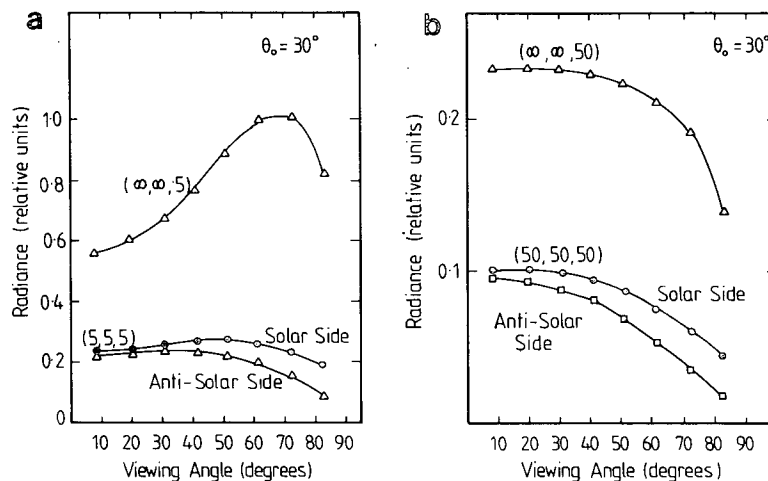 a
θ₀ = 30°
1·0
0·8
0·6
0·4
0·2
0
(∞,∞,5)
(5,5,5)
Solar Side
Anti-Solar Side
10 20 30 40 50 60 70 80 90
Viewing Angle (degrees)
Radiance (relative units)
b
(∞, ∞, 50)
θ₀ = 30°
0·2
0·1
(50, 50, 50)
Solar Side
Anti-Solar
Side
10 20 30 40 50 60 70 80 90
Viewing Angle (degrees)
Radiance (relative units)